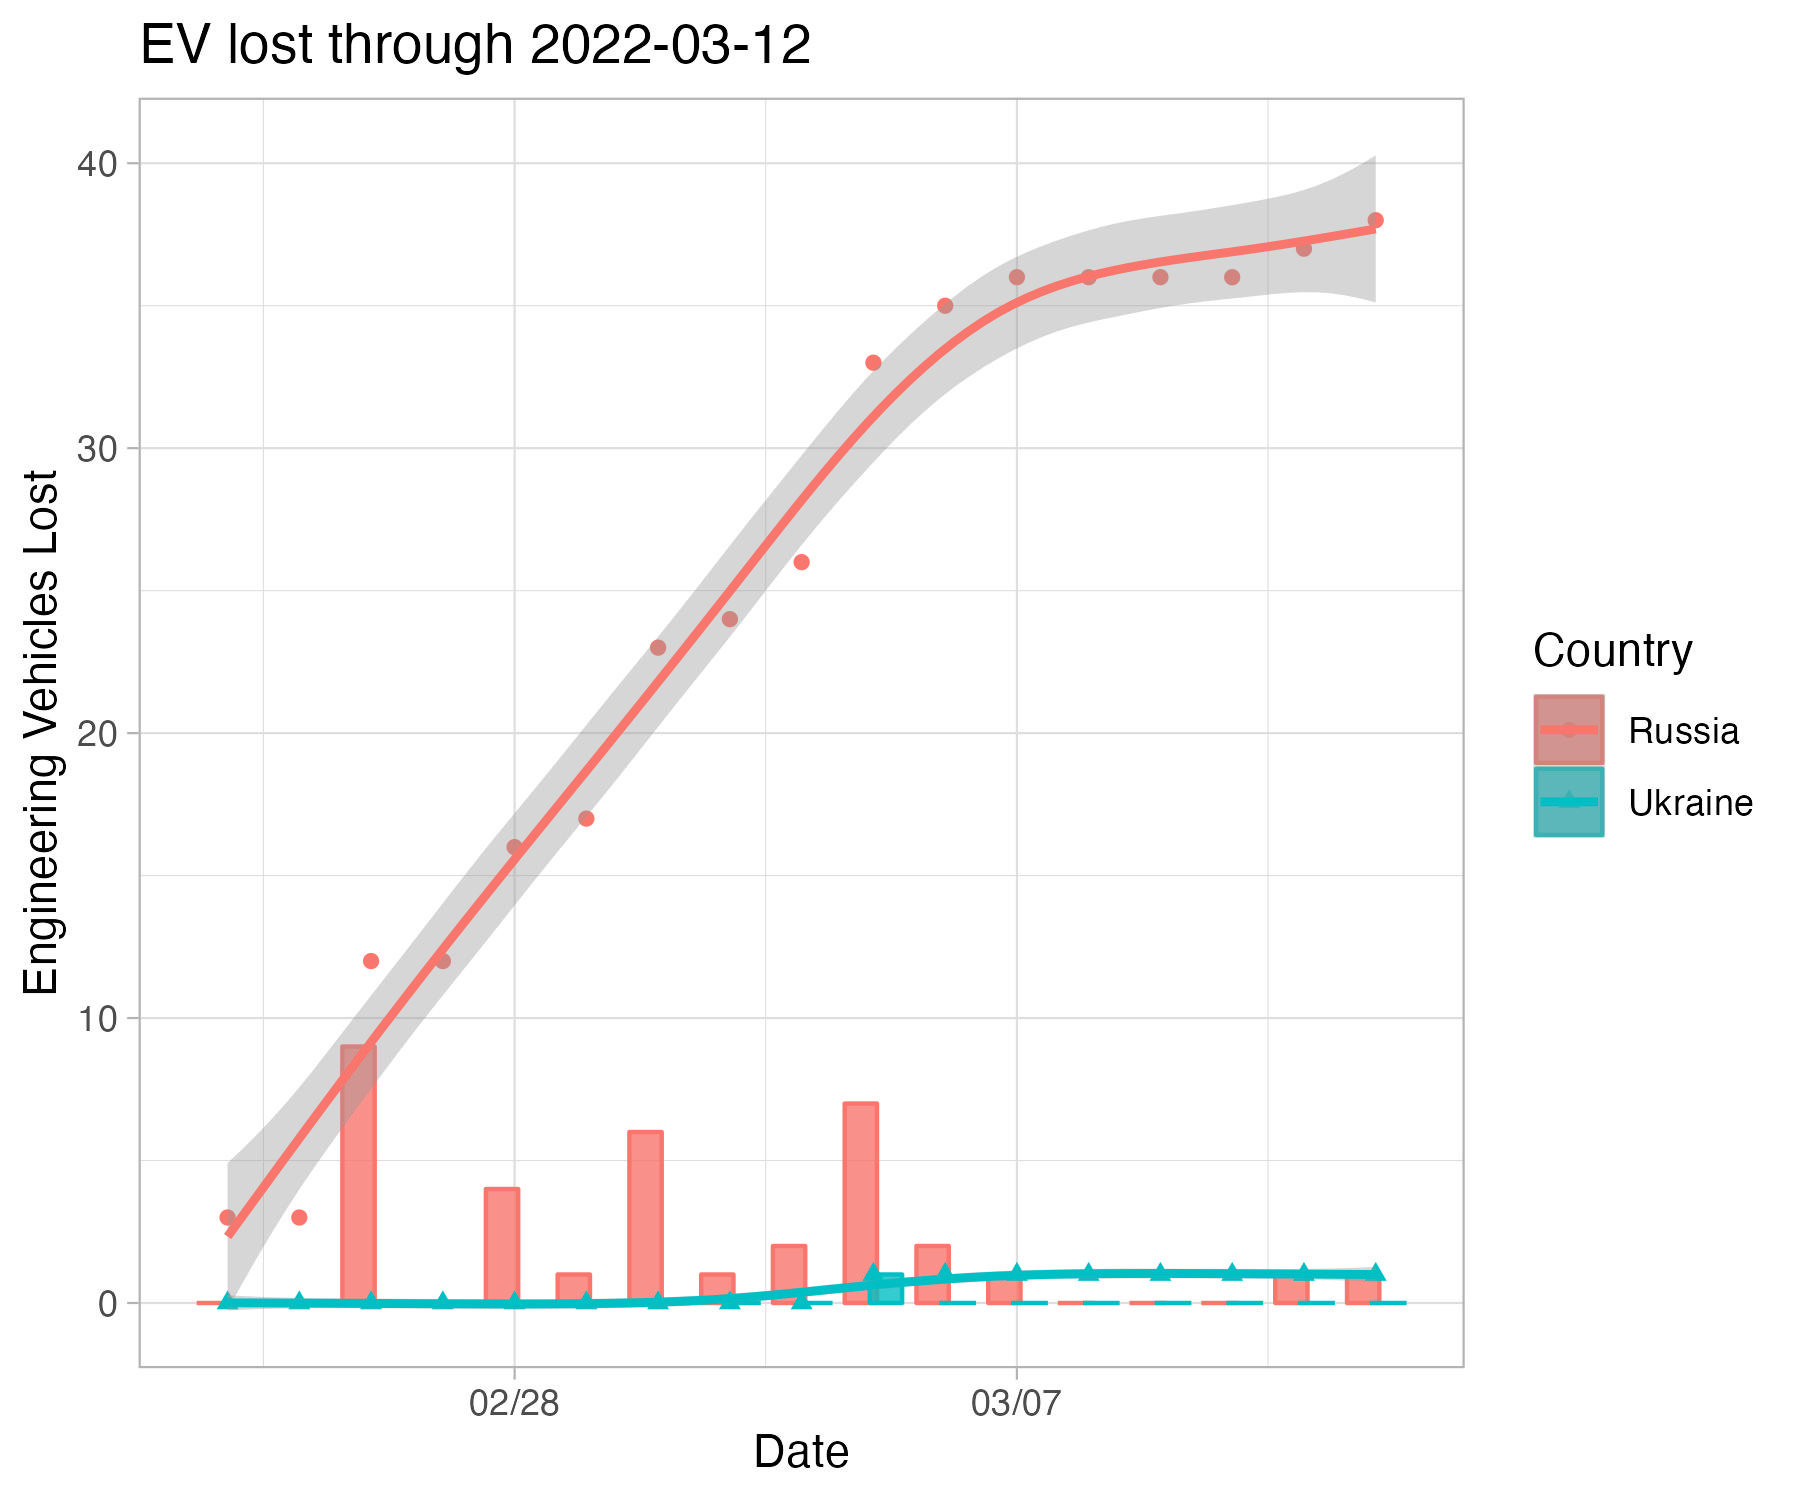 EV lost through 2022-03-12
Engineering Vehicles Lost
40
30
20
10
0
02/28
03/07
Date
Country
Russia
Ukraine